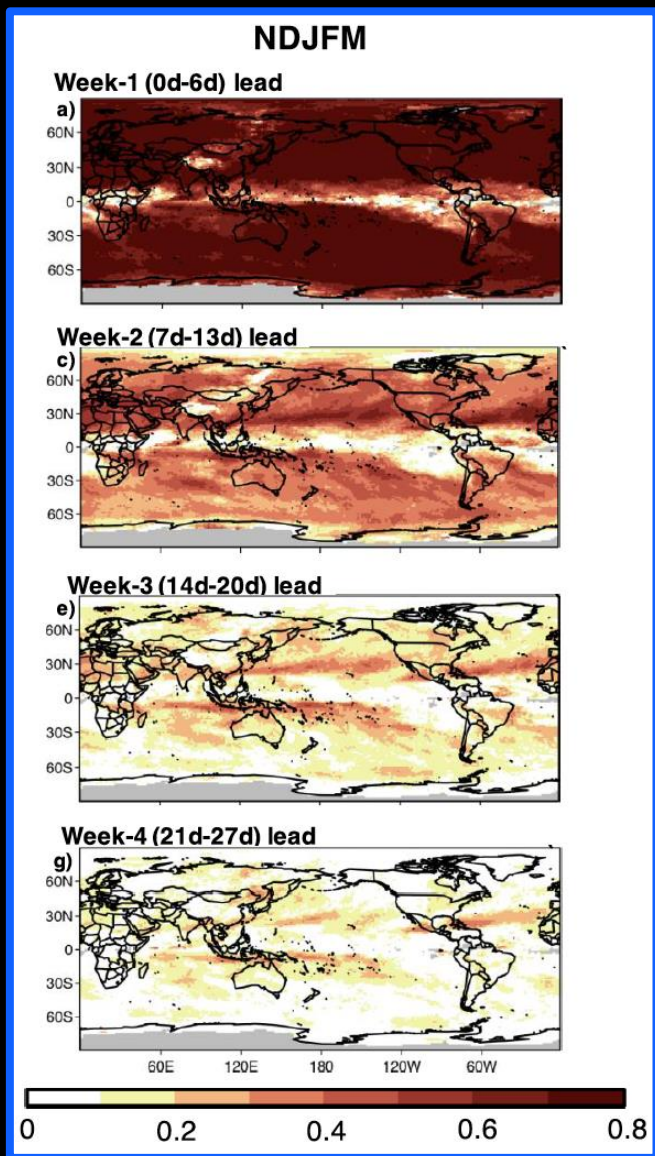 NDJFM
Week-1 (0d-6d) lead
a)
60N
30N
0
30S
60S
Week-2 (7d-13d) lead
c)
60N
30N
0
30S
60S
Week-3 (14d-20d) lead
e)
60N
30N
0
30S
60S
Week-4 (21d-27d) lead
g)
60N
30N
0
30S
60S
60E 120E 180 120W 60W
0 0.2 0.4 0.6 0.8